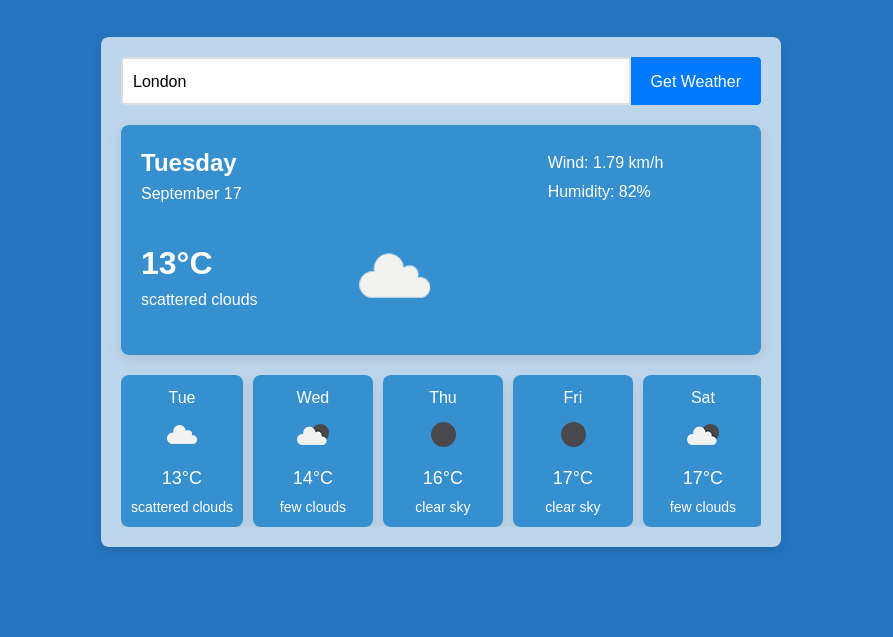 London
Get Weather
Tuesday
September 17
Wind: 1.79 km/h
Humidity: 82%
13°C
scattered clouds
Tue
13°C
scattered clouds
Wed
14°C
few clouds
Thu
16°C
clear sky
Fri
17°C
clear sky
Sat
17°C
few clouds